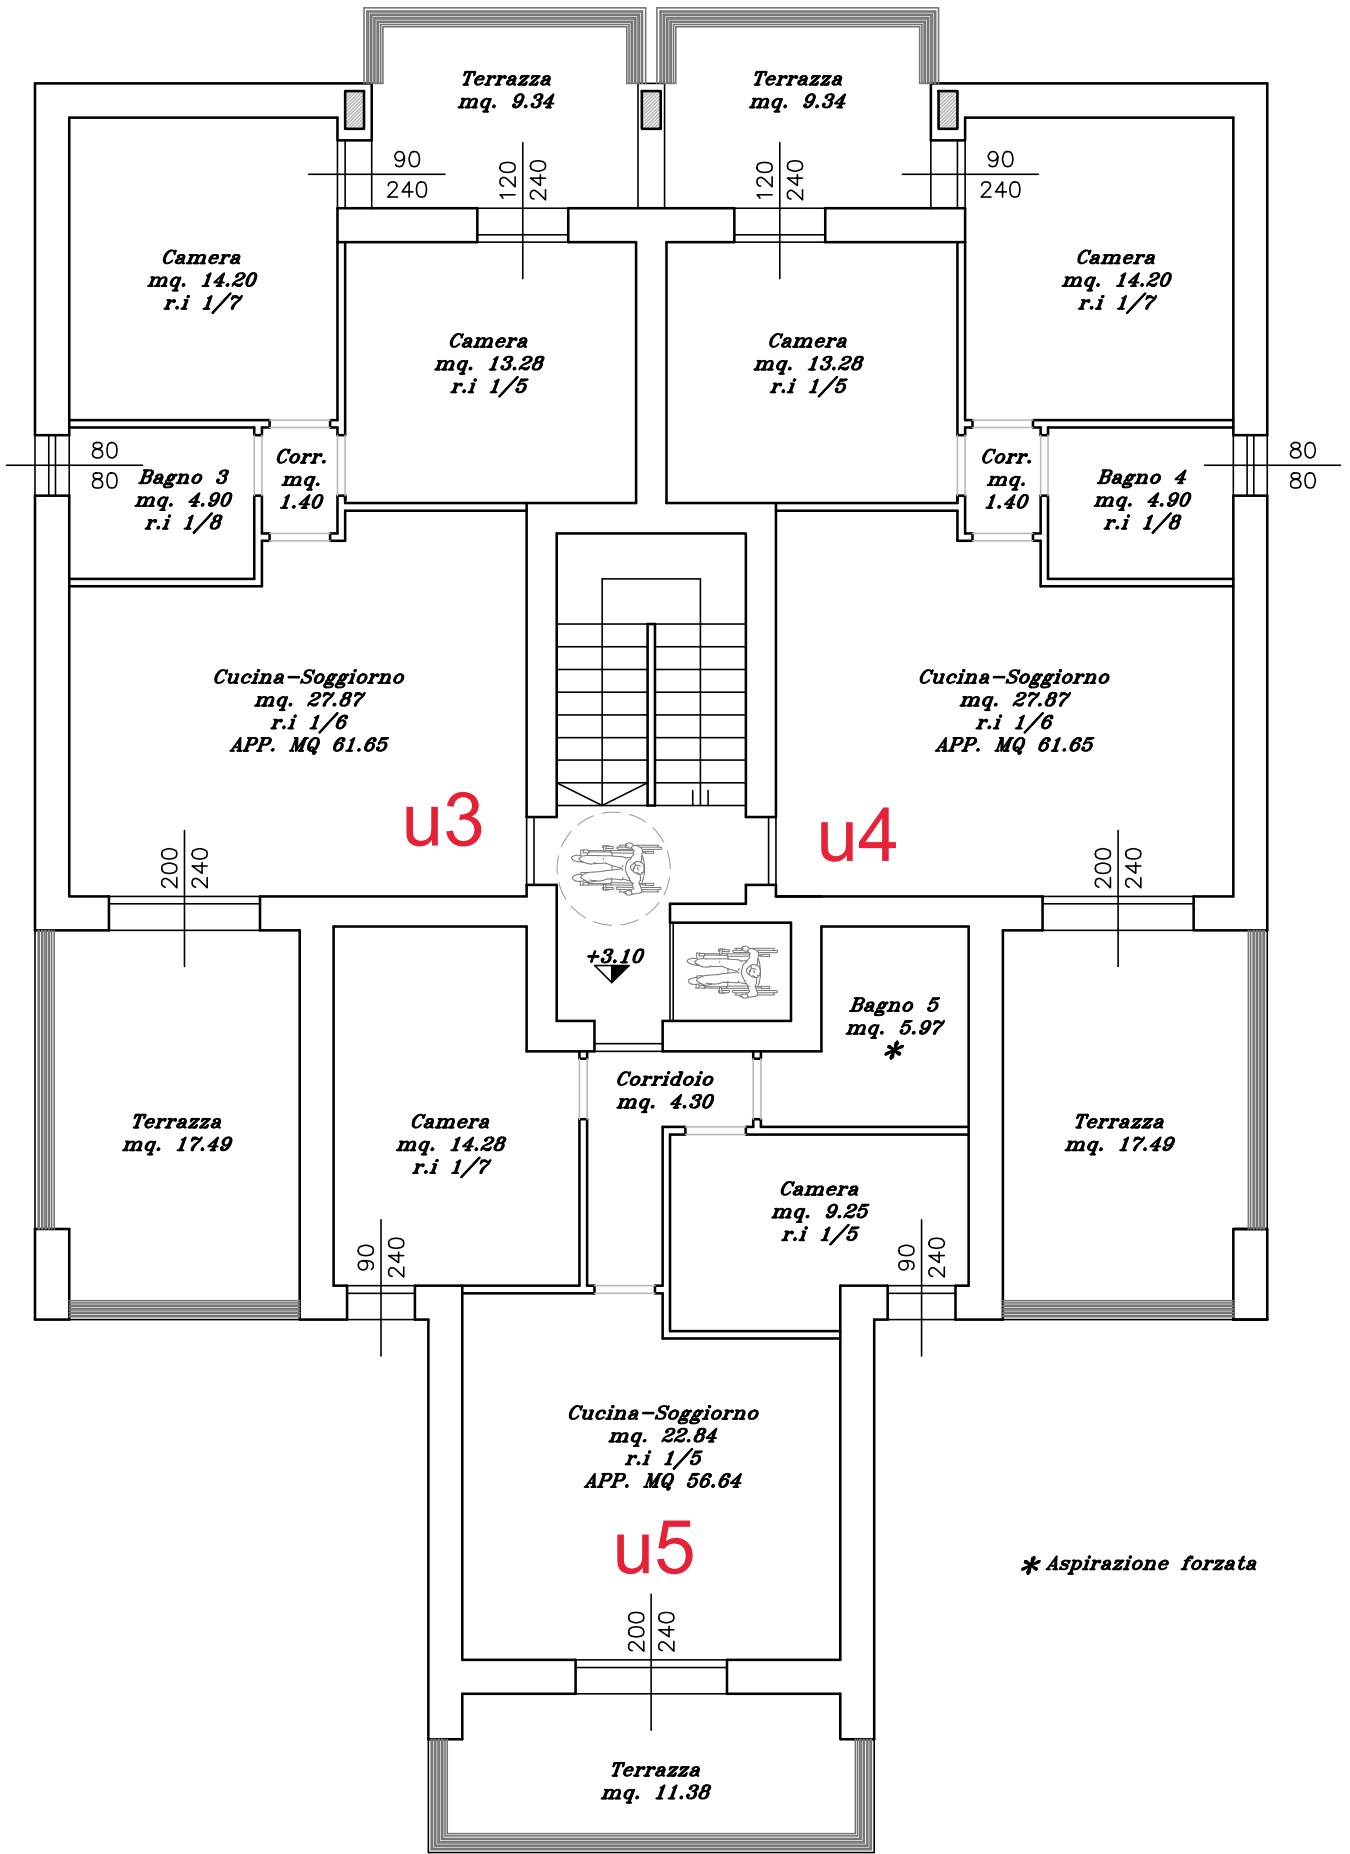 Terrazza
mq. 9.34
Terrazza
mq. 9.34
90
240
120
240
120
240
90
240
Camera
mq. 14.20
r.i 1/7
Camera
mq. 13.28
r.i 1/5
Camera
mq. 13.28
r.i 1/5
Camera
mq. 14.20
r.i 1/7
80
80
Bagno 3
mq. 4.90
r.i 1/8
Corr.
mq.
1.40
Corr.
mq.
1.40
Bagno 4
mq. 4.90
r.i 1/8
80
80
Cucina-Soggiorno
mq. 27.87
r.i 1/6
APP. MQ 61.65
Cucina-Soggiorno
mq. 27.87
r.i 1/6
APP. MQ 61.65
u3
u4
200
240
200
240
+3.10
Bagno 5
mq. 5.97
*
Corridoio
mq. 4.30
Terrazza
mq. 17.49
Camera
mq. 14.28
r.i 1/7
Terrazza
mq. 17.49
Camera
mq. 9.25
r.i 1/5
90
240
90
240
Cucina-Soggiorno
mq. 22.84
r.i 1/5
APP. MQ 56.64
u5
* Aspirazione forzata
200
240
Terrazza
mq. 11.38